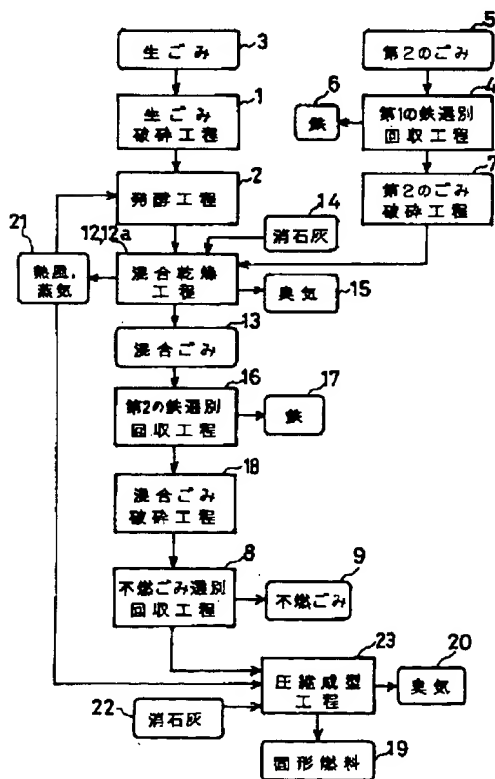 3
生ごみ
5
第2のごみ
1
生ごみ
破砕工程
6
鉄
4
第1の鉄選別
回収工程
2
発酵工程
7
第2のごみ
破砕工程
14
消石灰
21
熱風,
蒸気
12,12a
混合乾燥
工程
臭気
15
13
混合ごみ
16
第2の鉄選別
回収工程
17
鉄
18
混合ごみ
破砕工程
8
不燃ごみ選別
回収工程
9
不燃ごみ
23
圧縮成型
工程
20
臭気
22
消石灰
固形燃料
19